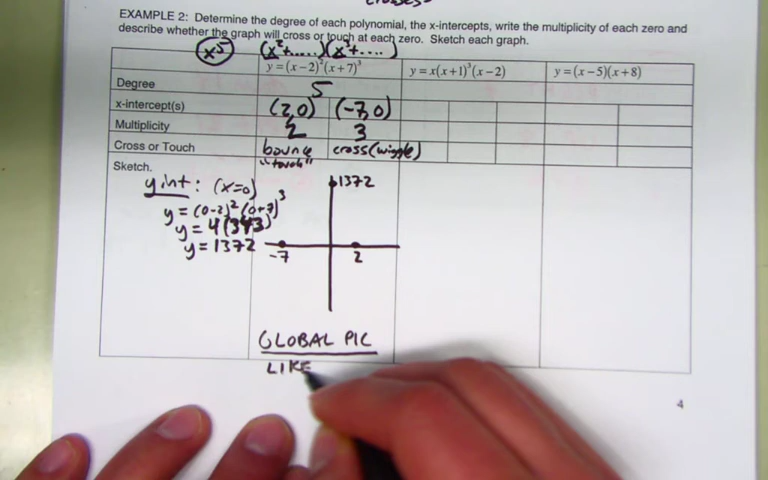 EXAMPLE 2: Determine the degree of each polynomial, the x-intercepts, write the multiplicity of each zero and
describe whether the graph will cross or touch at each zero. Sketch each graph.
x⁵ (x²+.....)(x³+....)
y = (x−2)²(x+7)³ y = x(x+1)³(x−2) y = (x−5)(x+8)
Degree 5
x-intercept(s) (2,0) (-7,0)
Multiplicity 2 3
Cross or Touch bounce cross(wiggle)
"touch"
Sketch.
y.int: (x=0)
y = (0-2)²(0+7)³
y = 4(343)
y = 1372
1372
-7 2
GLOBAL PIC
LIKE
4